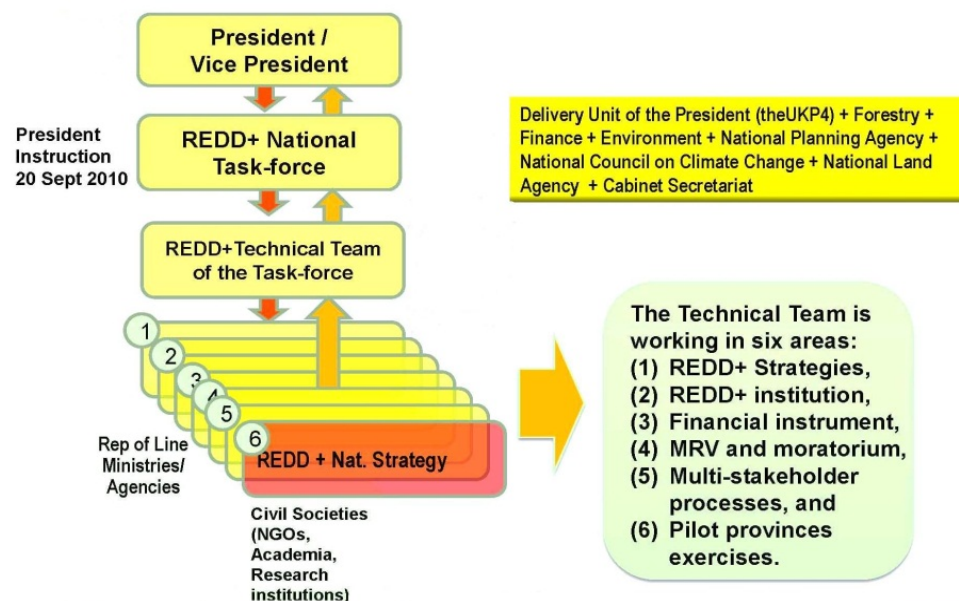 President /
Vice President
President
Instruction
20 Sept 2010
REDD+ National
Task-force
Delivery Unit of the President (theUKP4) + Forestry +
Finance + Environment + National Planning Agency +
National Council on Climate Change + National Land
Agency + Cabinet Secretariat
REDD+Technical Team
of the Task-force
1
2
3
4
5
6
REDD + Nat. Strategy
Rep of Line
Ministries/
Agencies
Civil Societies
(NGOs,
Academia,
Research
institutions)
The Technical Team is
working in six areas:
(1) REDD+ Strategies,
(2) REDD+ institution,
(3) Financial instrument,
(4) MRV and moratorium,
(5) Multi-stakeholder
processes, and
(6) Pilot provinces
exercises.